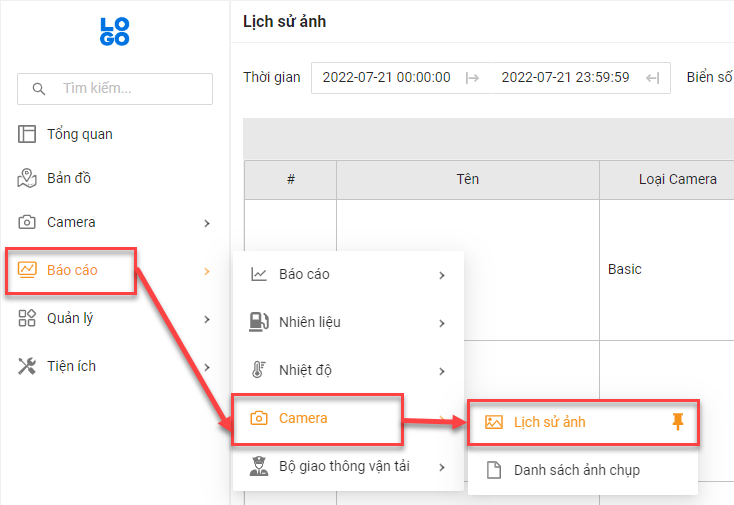 LO
GO
Lịch sử ảnh
Thời gian 2022-07-21 00:00:00 2022-07-21 23:59:59 Biển số
Tìm kiếm...
Tổng quan
Bản đồ
Camera
Báo cáo
Quản lý
Tiện ích
# Tên Loại Camera
Basic
Báo cáo
Nhiên liệu
Nhiệt độ
Camera
Bộ giao thông vận tải
Lịch sử ảnh
Danh sách ảnh chụp